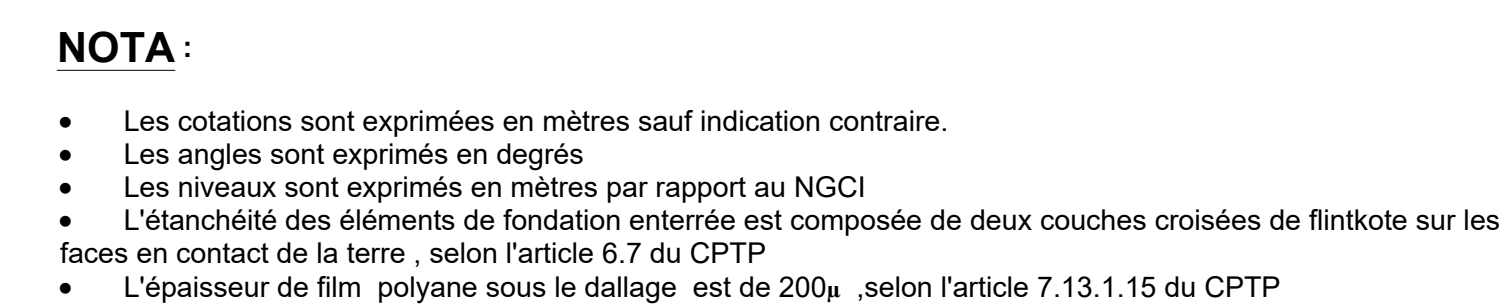 NOTA :
• Les cotations sont exprimées en mètres sauf indication contraire.
• Les angles sont exprimés en degrés
• Les niveaux sont exprimés en mètres par rapport au NGCI
• L'étanchéité des éléments de fondation enterrée est composée de deux couches croisées de flintkote sur les
faces en contact de la terre , selon l'article 6.7 du CPTP
• L'épaisseur de film polyane sous le dallage est de 200µ ,selon l'article 7.13.1.15 du CPTP